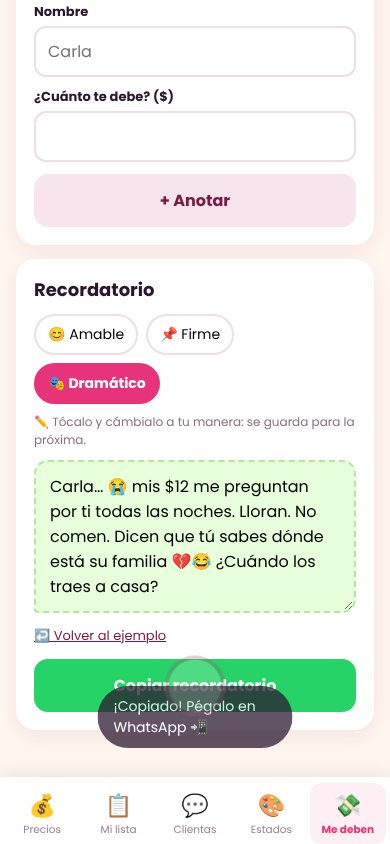 Nombre
Carla
¿Cuánto te debe? ($)
+ Anotar
Recordatorio
😊 Amable
📌 Firme
🎭 Dramático
✏️ Tócalo y cámbialo a tu manera: se guarda para la
próxima.
Carla... 😭 mis $12 me preguntan
por ti todas las noches. Lloran. No
comen. Dicen que tú sabes dónde
está su familia 💔😂 ¿Cuándo los
traes a casa?
↩️ Volver al ejemplo
Copiar recordatorio
¡Copiado! Pégalo en
WhatsApp 📲
Precios
Mi lista
Clientas
Estados
Me deben